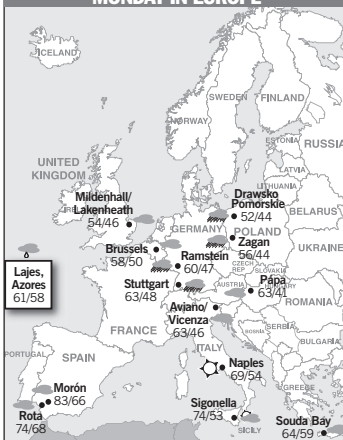 MONDAY IN EUROPE
ICELAND
SWEDEN
FINLAND
NORWAY
ESTONIA
RUSSIA
LATVIA
LITHUANIA
UNITED
KINGDOM
Mildenhall/
Lakenheath
54/46
Drawsko
Pomorskie
52/44
BELARUS
GERMANY
POLAND
Zagan
56/44
UKRAINE
Brussels
58/50
Ramstein
60/47
CZECH
REP
SLOVAKIA
Lajes,
Azores
61/58
Stuttgart
63/48
AUSTRIA
Pápa
63/41
HUNGARY
ROMANIA
Aviano/
Vicenza
63/46
FRANCE
BOSNIA
SERBIA
BULGARIA
ITALY
PORTUGAL
SPAIN
Naples
69/54
Morón
83/66
GREECE
Sigonella
74/53
Rota
74/68
SICILY
Souda Bay
64/59